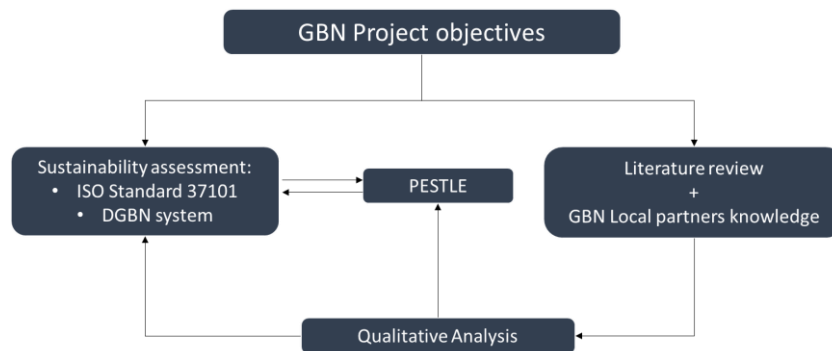 GBN Project objectives
Sustainability assessment:
• ISO Standard 37101
• DGBN system
PESTLE
Literature review
+
GBN Local partners knowledge
Qualitative Analysis